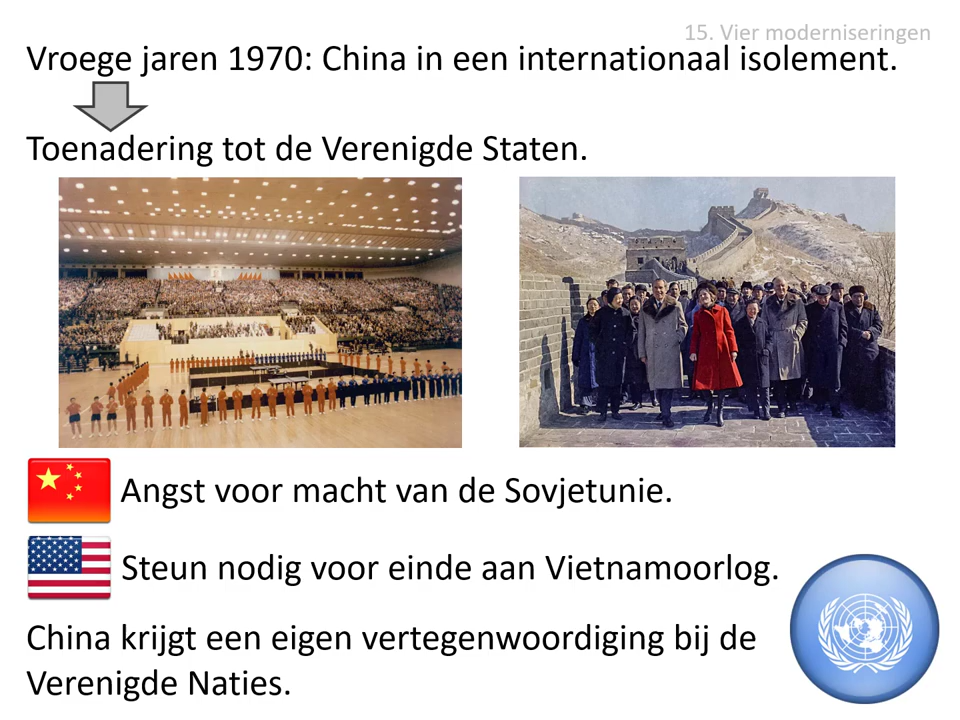 15. Vier moderniseringen
Vroege jaren 1970: China in een internationaal isolement.
Toenadering tot de Verenigde Staten.
Angst voor macht van de Sovjetunie.
Steun nodig voor einde aan Vietnamoorlog.
China krijgt een eigen vertegenwoordiging bij de
Verenigde Naties.